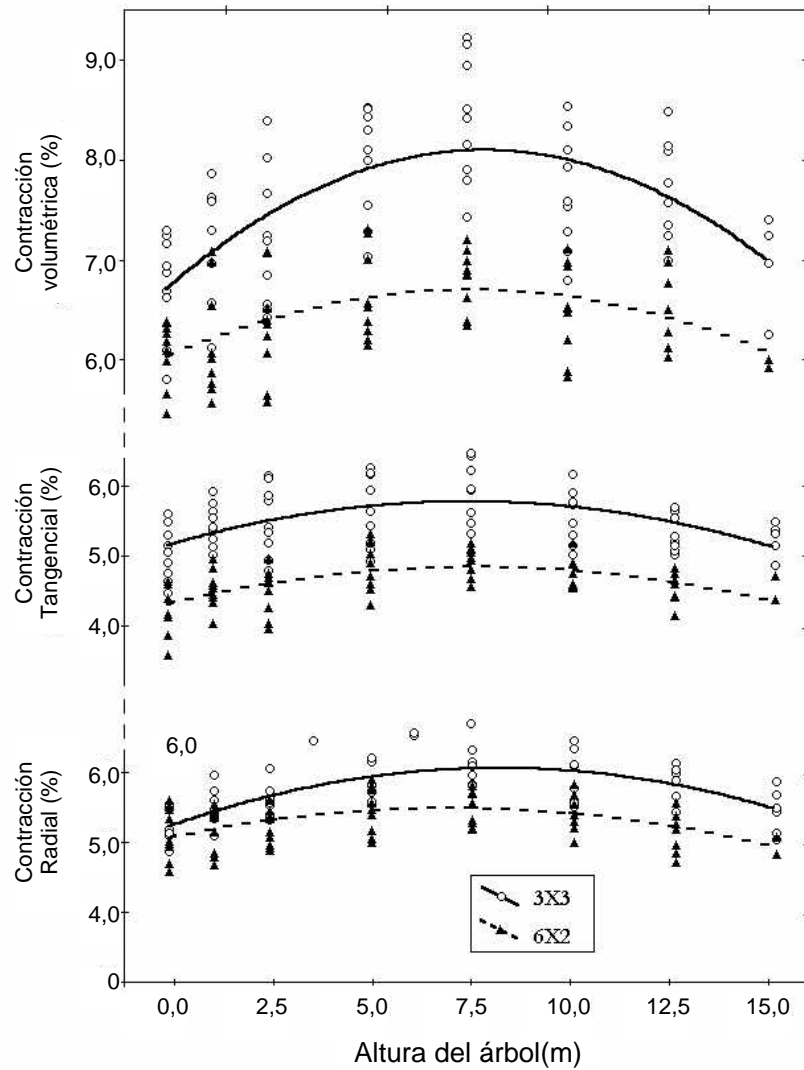 Contracción
volumétrica (%)
9,0
8,0
7,0
6,0
Contracción
Tangencial (%)
6,0
5,0
4,0
Contracción
Radial (%)
6,0
6,0
5,0
4,0
0
3X3
6X2
0,0 2,5 5,0 7,5 10,0 12,5 15,0
Altura del árbol(m)